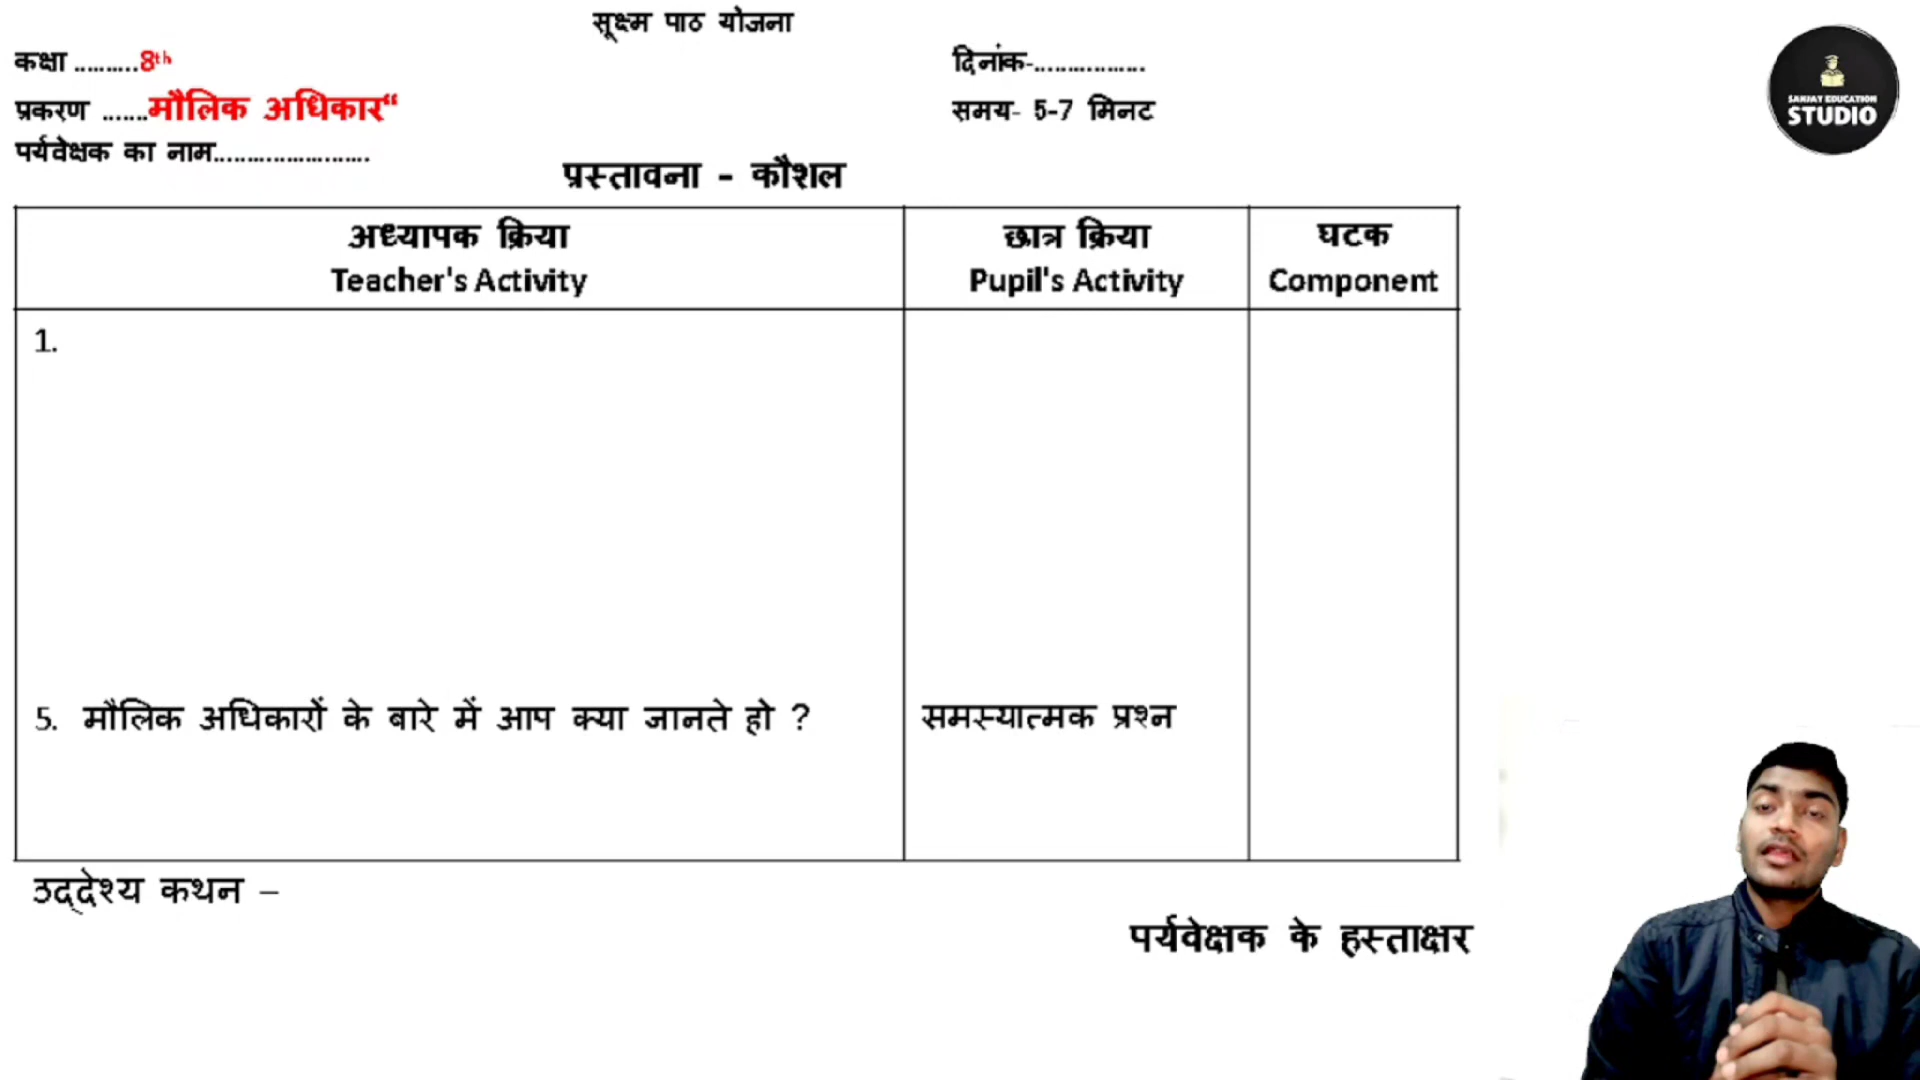 सूक्ष्म पाठ योजना
कक्षा ..........8th
दिनांक-.................
प्रकरण .......मौलिक अधिकार“
समय- 5-7 मिनट
पर्यवेक्षक का नाम.......................
प्रस्तावना - कौशल
अध्यापक क्रिया
Teacher's Activity
छात्र क्रिया
Pupil's Activity
घटक
Component
1.
5. मौलिक अधिकारों के बारे में आप क्या जानते हो ?
समस्यात्मक प्रश्न
उद्देश्य कथन –
पर्यवेक्षक के हस्ताक्षर
SANJAY EDUCATION
STUDIO